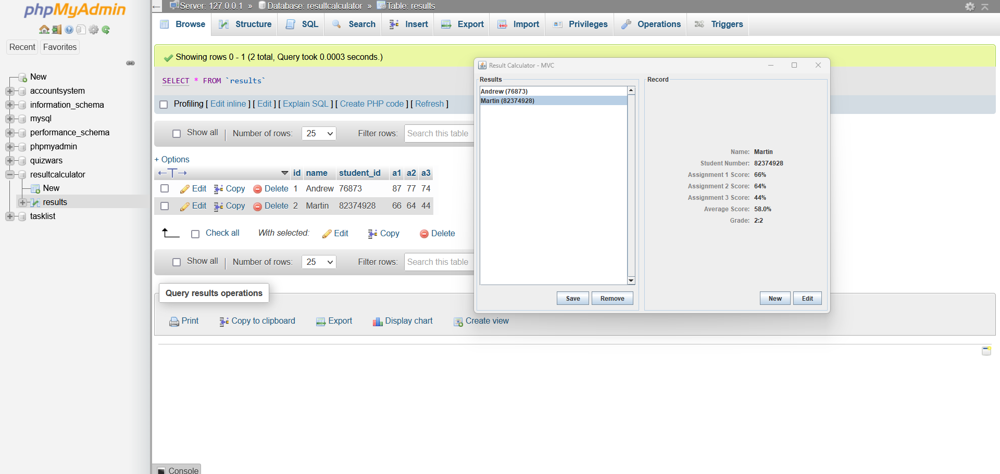 phpMyAdmin
Recent
Favorites
New
accountsystem
information_schema
mysql
performance_schema
phpmyadmin
quizwars
resultcalculator
New
results
tasklist
Server: 127.0.0.1 » Database: resultcalculator » Table: results
Browse
Structure
SQL
Search
Insert
Export
Import
Privileges
Operations
Triggers
Showing rows 0 - 1 (2 total, Query took 0.0003 seconds.)
SELECT * FROM `results`
Profiling [ Edit inline ] [ Edit ] [ Explain SQL ] [ Create PHP code ] [ Refresh ]
Show all | Number of rows: 25 Filter rows: Search this table
+ Options
←T→ id name student_id a1 a2 a3
Edit Copy Delete 1 Andrew 76873 87 77 74
Edit Copy Delete 2 Martin 82374928 66 64 44
Check all With selected: Edit Copy Delete
Show all | Number of rows: 25 Filter rows: Search this table
Query results operations
Print
Copy to clipboard
Export
Display chart
Create view
Console
Result Calculator - MVC
Results
Andrew (76873)
Martin (82374928)
Save
Remove
Record
Name: Martin
Student Number: 82374928
Assignment 1 Score: 66%
Assignment 2 Score: 64%
Assignment 3 Score: 44%
Average Score: 58.0%
Grade: 2:2
New
Edit